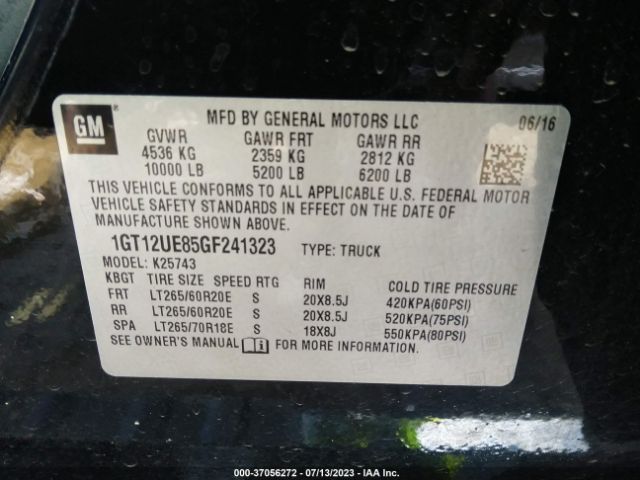 GM
MFD BY GENERAL MOTORS LLC 06/16
GVWR GAWR FRT GAWR RR
4536 KG 2359 KG 2812 KG
10000 LB 5200 LB 6200 LB
THIS VEHICLE CONFORMS TO ALL APPLICABLE U.S. FEDERAL MOTOR
VEHICLE SAFETY STANDARDS IN EFFECT ON THE DATE OF
MANUFACTURE SHOWN ABOVE.
1GT12UE85GF241323 TYPE: TRUCK
MODEL: K25743
KBGT TIRE SIZE SPEED RTG RIM COLD TIRE PRESSURE
FRT LT265/60R20E S 20X8.5J 420KPA(60PSI)
RR LT265/60R20E S 20X8.5J 520KPA(75PSI)
SPA LT265/70R18E S 18X8J 550KPA(80PSI)
SEE OWNER'S MANUAL FOR MORE INFORMATION.
Stock: 37056272 - 07/13/2023 - IAA Inc.